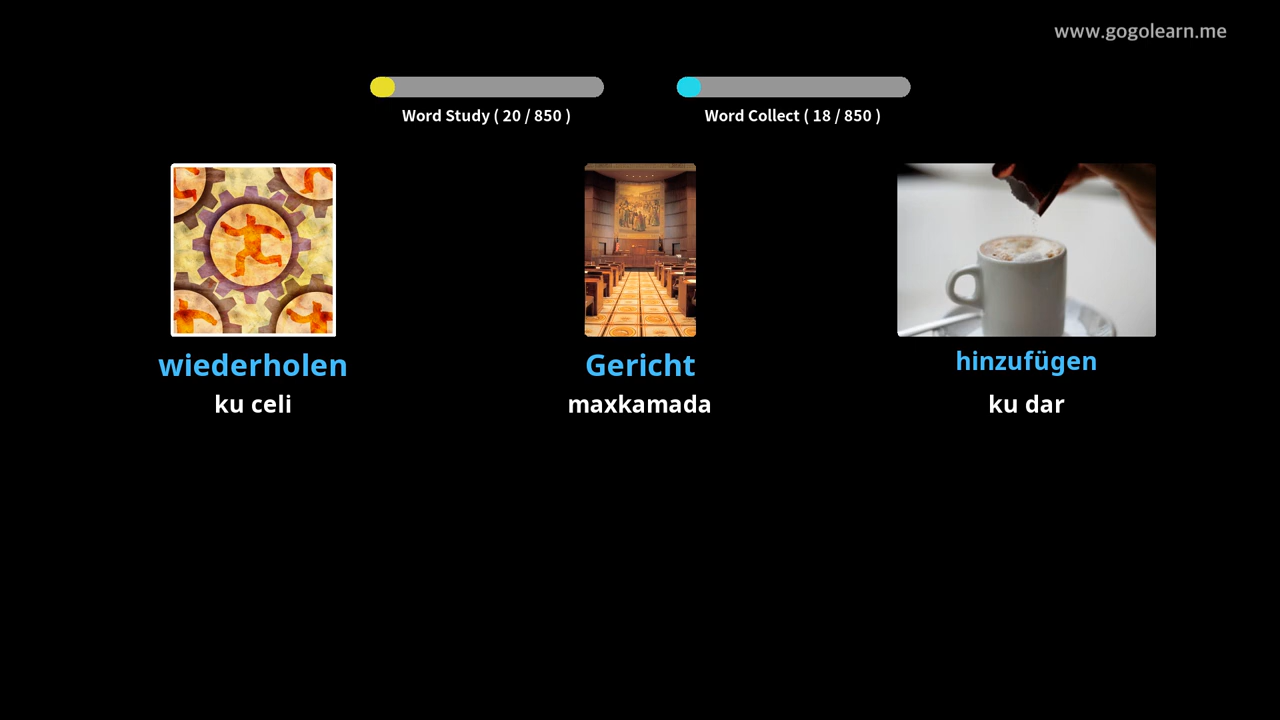 www.gogolearn.me
Word Study ( 20 / 850 )
Word Collect ( 18 / 850 )
wiederholen
ku celi
Gericht
maxkamada
hinzufügen
ku dar